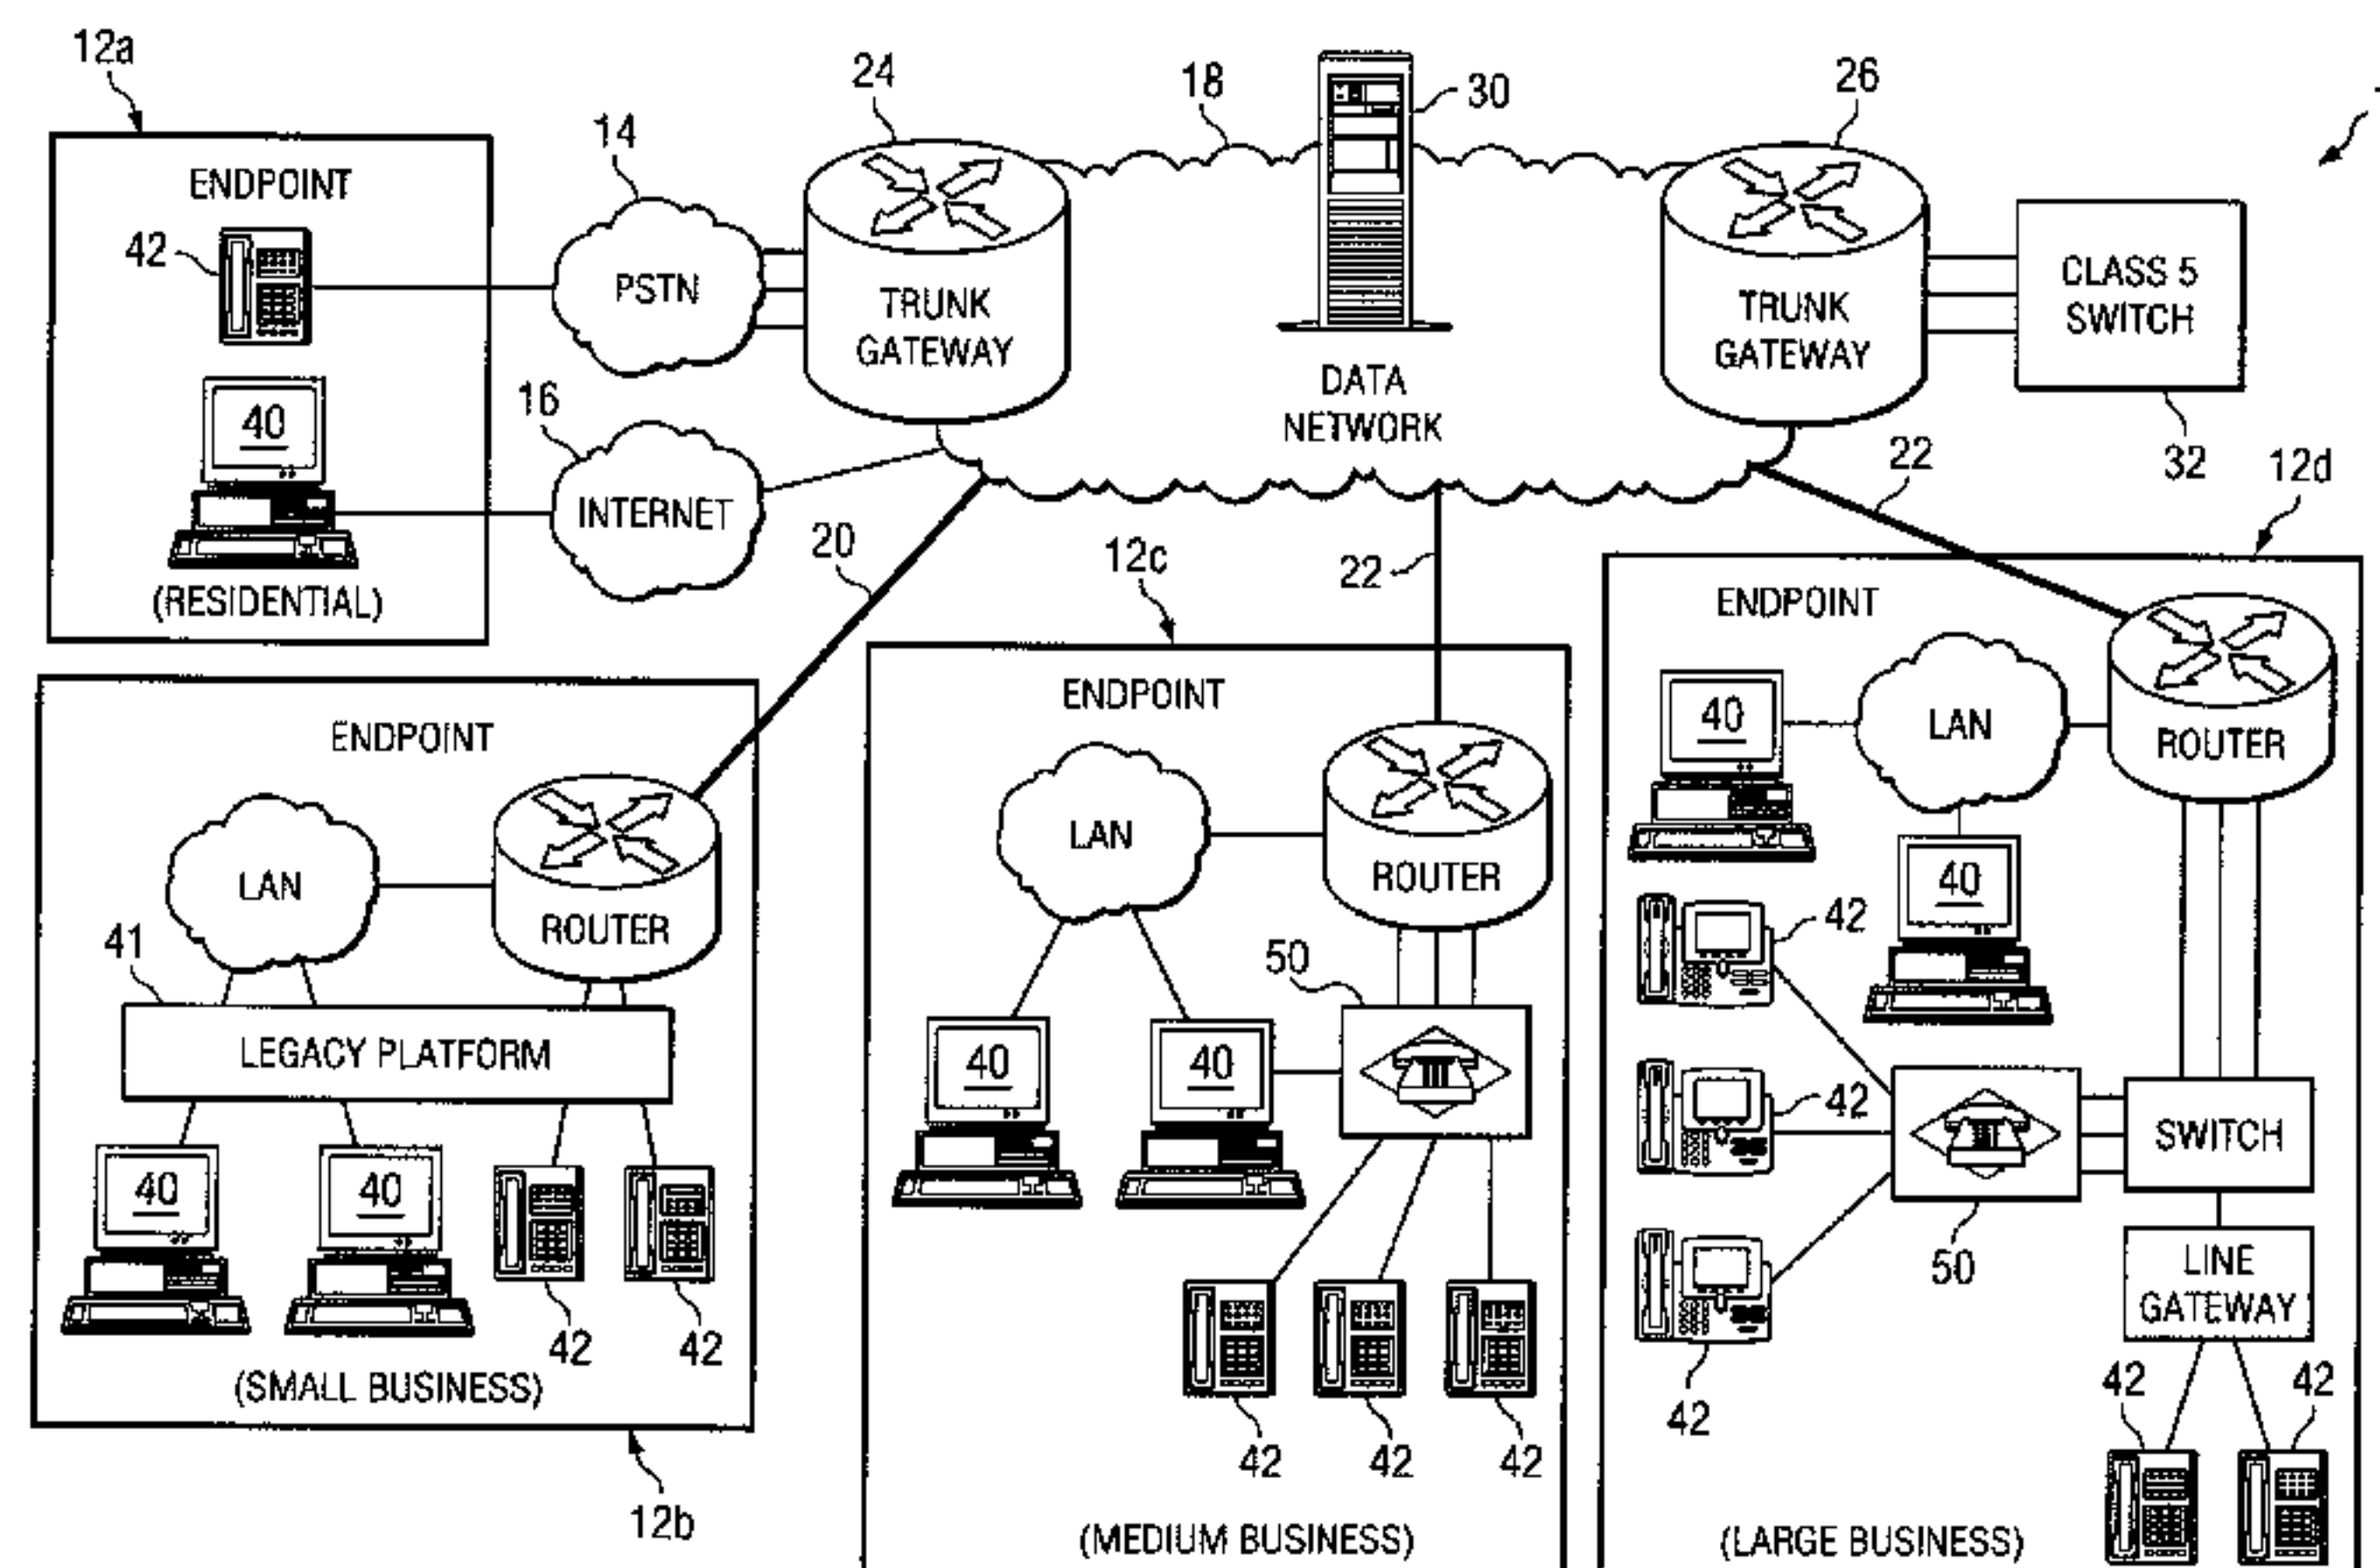 12a
ENDPOINT
42
40
(RESIDENTIAL)
14
PSTN
16
INTERNET
24
TRUNK
GATEWAY
18
30
DATA
NETWORK
26
TRUNK
GATEWAY
CLASS 5
SWITCH
32
20
22
22
12d
ENDPOINT
LAN
ROUTER
41
LEGACY PLATFORM
40
40
42
42
(SMALL BUSINESS)
12b
12c
ENDPOINT
LAN
ROUTER
50
40
40
42
42
42
(MEDIUM BUSINESS)
ENDPOINT
40
LAN
ROUTER
40
42
42
42
50
SWITCH
LINE
GATEWAY
42
42
(LARGE BUSINESS)